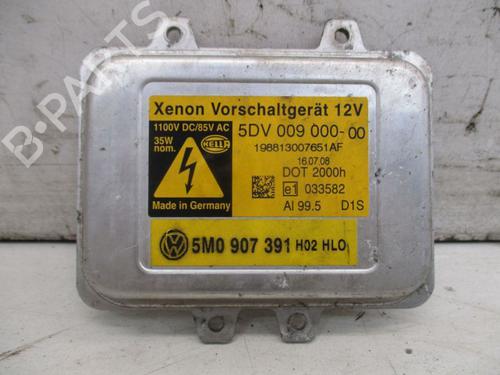 B-PARTS
Xenon Vorschaltgerät 12V
1100V DC/85V AC
35W
nom.
HELLA
5DV 009 000-00
198813007651AF
16.07.08
DOT 2000h
e1 033582
Made in Germany
Al 99.5 D1S
5M0 907 391 H02 HLO